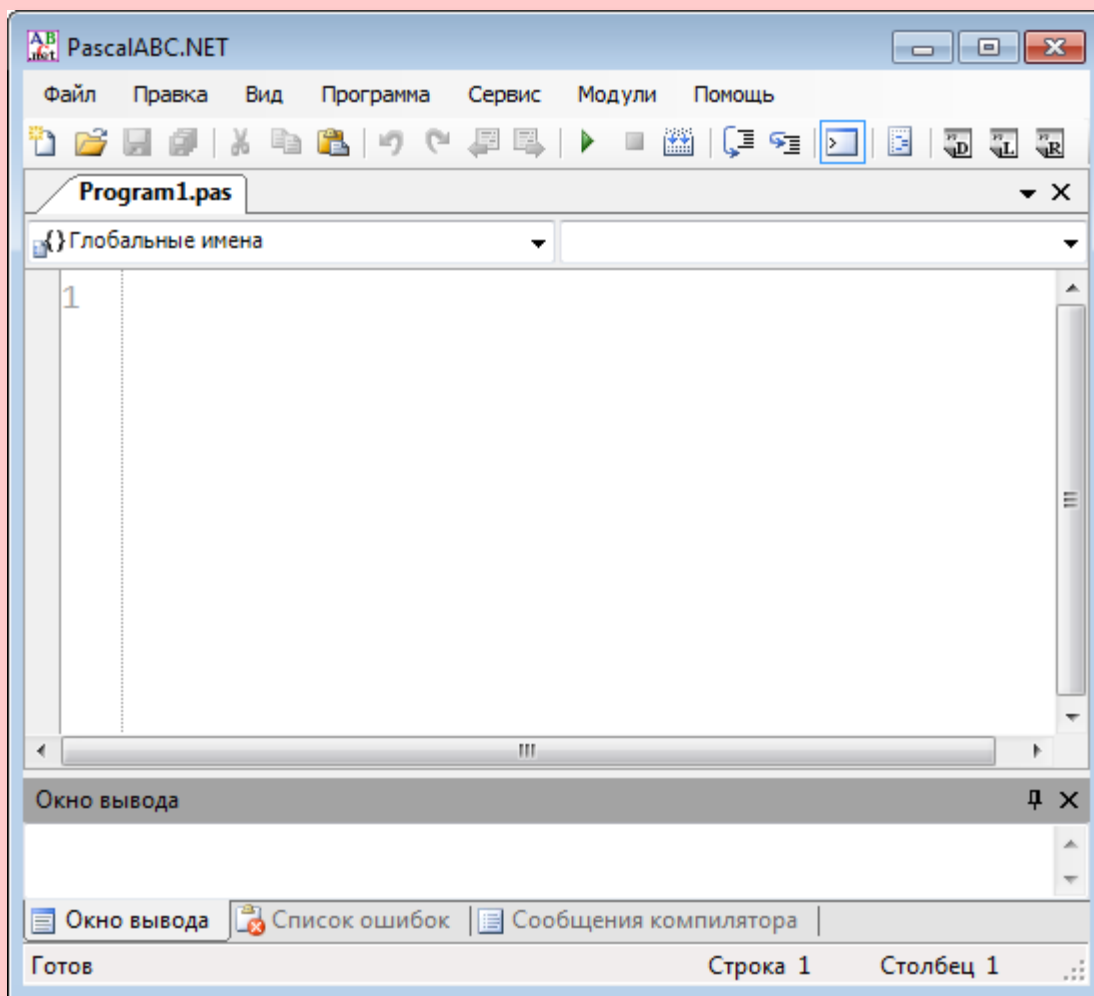 PascalABC.NET
Файл Правка Вид Программа Сервис Модули Помощь
Program1.pas
Глобальные имена
1
Окно вывода
Окно вывода Список ошибок Сообщения компилятора
Готов Строка 1 Столбец 1